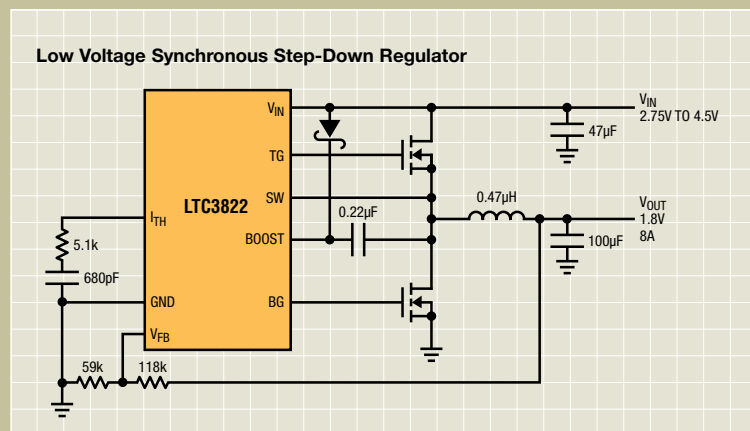 Low Voltage Synchronous Step-Down Regulator
VIN
VIN
2.75V TO 4.5V
47µF
TG
LTC3822
SW
0.47µH
VOUT
1.8V
8A
ITH
0.22µF
5.1k
BOOST
100µF
680pF
GND
BG
VFB
59k
118k